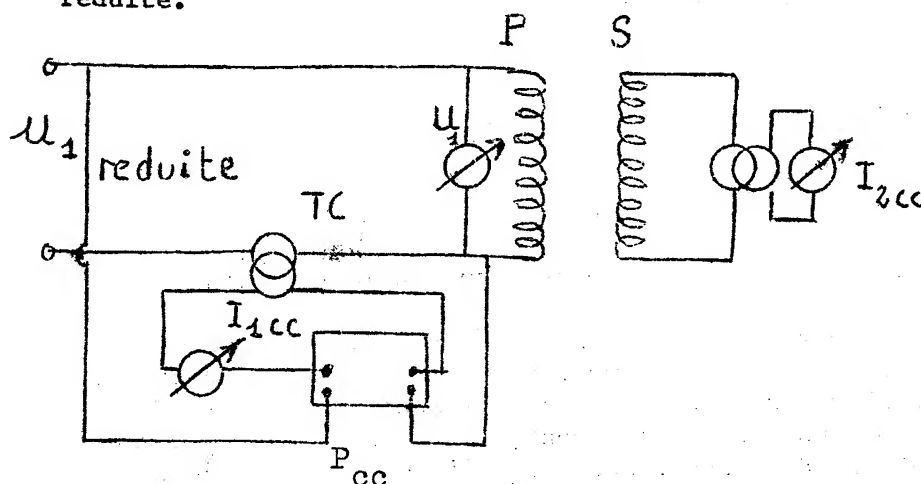 reduite.
P
S
U₁
reduite
U₁
TC
I₂cc
I₁cc
Pcc